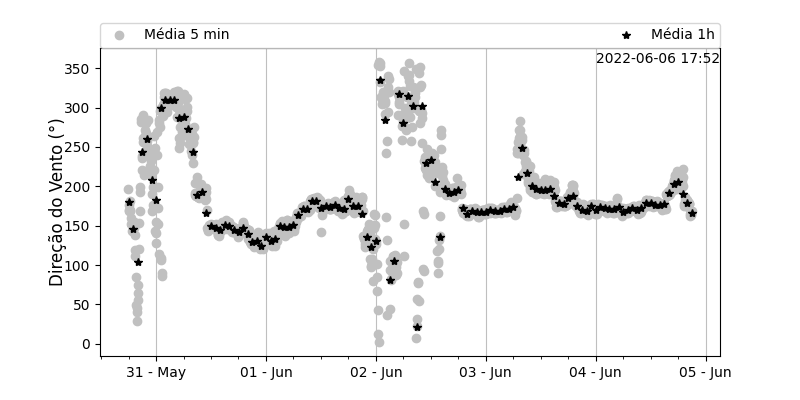 Média 5 min
Média 1h
2022-06-06 17:52
Direção do Vento (°)
350
300
250
200
150
100
50
0
31 - May
01 - Jun
02 - Jun
03 - Jun
04 - Jun
05 - Jun